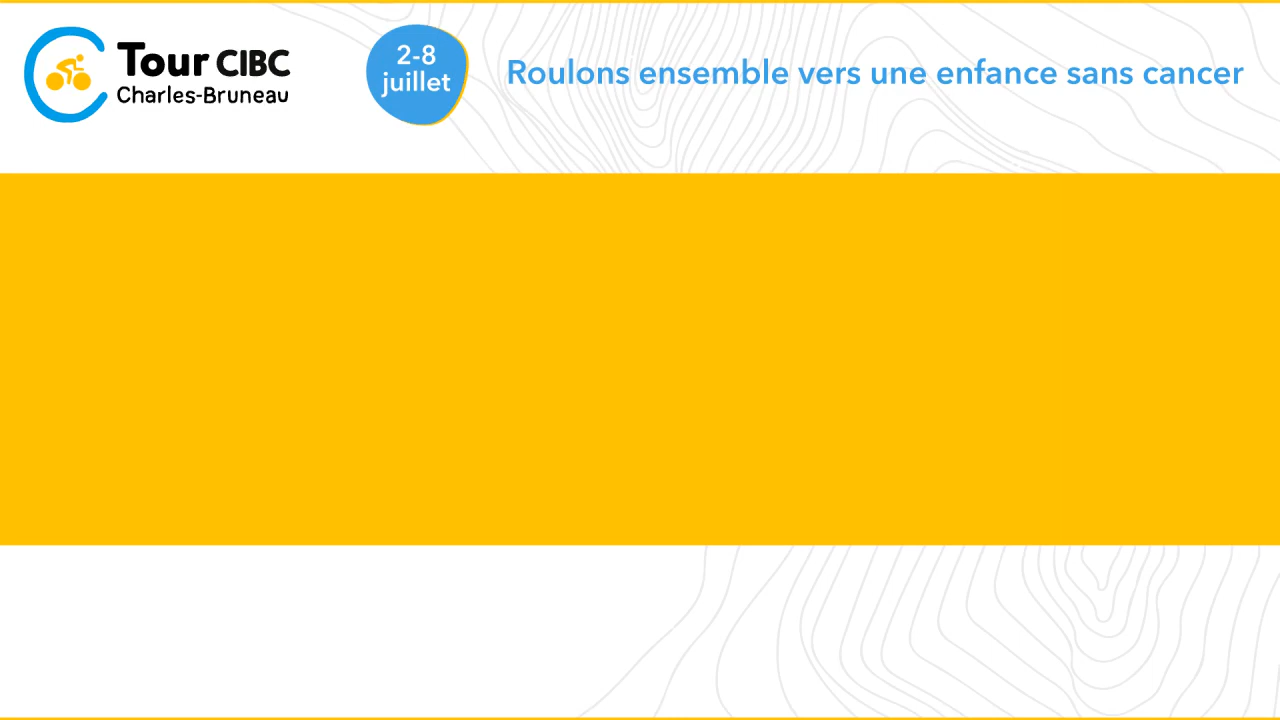 Tour CIBC
Charles-Bruneau
2-8
juillet
Roulons ensemble vers une enfance sans cancer